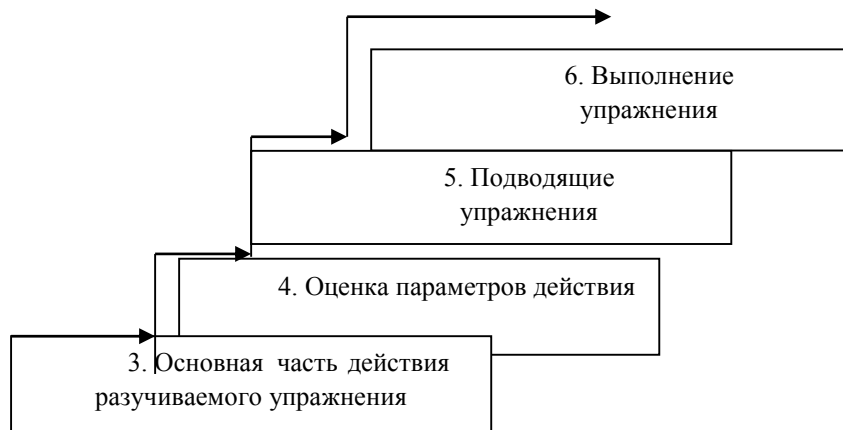 6. Выполнение
упражнения
5. Подводящие
упражнения
4. Оценка параметров действия
3. Основная часть действия
разучиваемого упражнения